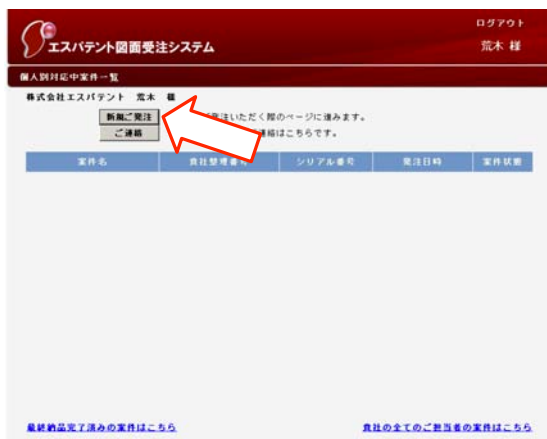 ログアウト
エスパテント図面受注システム
荒木 様
個人別対応中案件一覧
株式会社エスパテント 荒木 様
新規ご発注 発注いただく際のページに進みます。
ご連絡 連絡はこちらです。
案件名 貴社整理番号 シリアル番号 発注日時 案件状態
最終納品完了済みの案件はこちら 貴社の全てのご担当者の案件はこちら